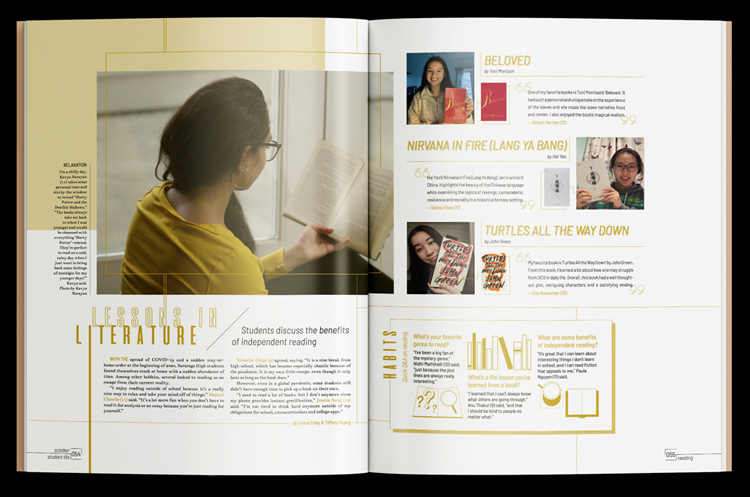 RELAXATION
On a chilly day,
Kavya Narayan
(11) takes some
personal time and
sits by the window
to reread "Harry
Potter and the
Deathly Hallows."
"The books always
take me back
to when I was
younger and would
be obsessed with
everything 'Harry
Potter'-related.
They're perfect
to read on a cold,
rainy day when I
just want to bring
back some feelings
of nostalgia for my
younger days!"
Kavya said.
Photo by Kavya
Narayan
LESSONS IN
LITERATURE
Students discuss the benefits
of independent reading
WITH THE spread of COVID-19 and a sudden stay-at-
home order at the beginning of 2020, Saratoga High students
found themselves stuck at home with a sudden abundance of
time. Among other hobbies, several looked to reading as an
escape from their current reality.
"I enjoy reading outside of school because it's a really
nice way to relax and take your mind off of things,"
said. "It's a lot more fun when you don't have to
read it for analysis or an essay because you're just reading for
yourself."
agreed, saying, "It is a nice break from
high school, which has become especially chaotic because of
the pandemic. It is my own little escape, even though it only
lasts as long as the book does."
However, even in a global pandemic, some students still
didn't have enough time to pick up a book on their own.
"I used to read a lot of books, but I don't anymore since
my phone provides instant gratification,"
said. "I'm too tired to think hard anymore outside of my
obligations for school, extracurriculars and college apps."
october
student life 054
BELOVED
by Toni Morrison
One of my favorite books is Toni Morrison's 'Beloved.' It
had such a personal and unique take on the experience
of the slaves and she made the slave narrative front
and center. I also enjoyed the book's magical realism.
NIRVANA IN FIRE (LANG YA BANG)
by Hai Yan
Hai Yan's 'Nirvana in Fire (Lang Ya Bang)', set in ancient
China, highlights the beauty of the Chinese language
while examining the topics of revenge, camaraderie,
resilience and morality in a historical fantasy setting.
– Selina Chen (11)
TURTLES ALL THE WAY DOWN
by John Green
My favorite book is 'Turtles All the Way Down' by John Green.
From this book, I learned a lot about how one may struggle
from OCD in daily life. Overall, this book had a well thought-
out plot, intriguing characters and a satisfying ending.
TURTLES
ALL THE
WAY DOWN
JOHN
GREEN
HABITS
Quick Q&A on reading
What's your favorite
genre to read?
"I've been a big fan of
the mystery genre,"
Nidhi Mathihalli (10) said,
"just because the plot
lines are always really
interesting."
What's a life lesson you've
learned from a book?
"I learned that I can't always know
what others are going through,"
Anu Thakur (11) said, "and that
I should be kind to people no
matter what."
What are some benefits
of independent reading?
"It's great that I can learn about
interesting things I don't learn
in school, and I can read fiction
that appeals to me," Paula
Nguyen (11) said.
055 reading